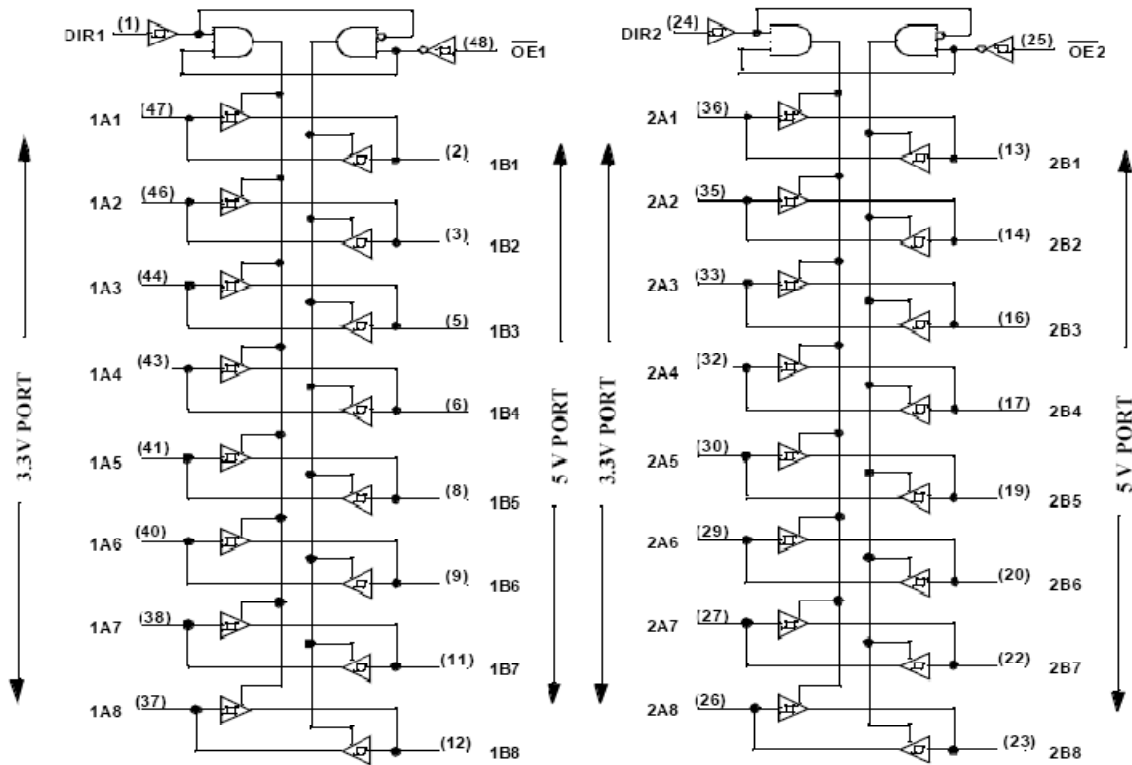 DIR1 (1) (48) OE1
1A1 (47) (2) 1B1
1A2 (46) (3) 1B2
1A3 (44) (5) 1B3
1A4 (43) (6) 1B4
1A5 (41) (8) 1B5
1A6 (40) (9) 1B6
1A7 (38) (11) 1B7
1A8 (37) (12) 1B8
3.3V PORT
5 V PORT
DIR2 (24) (25) OE2
2A1 (36) (13) 2B1
2A2 (35) (14) 2B2
2A3 (33) (16) 2B3
2A4 (32) (17) 2B4
2A5 (30) (19) 2B5
2A6 (29) (20) 2B6
2A7 (27) (22) 2B7
2A8 (26) (23) 2B8
3.3V PORT
5 V PORT